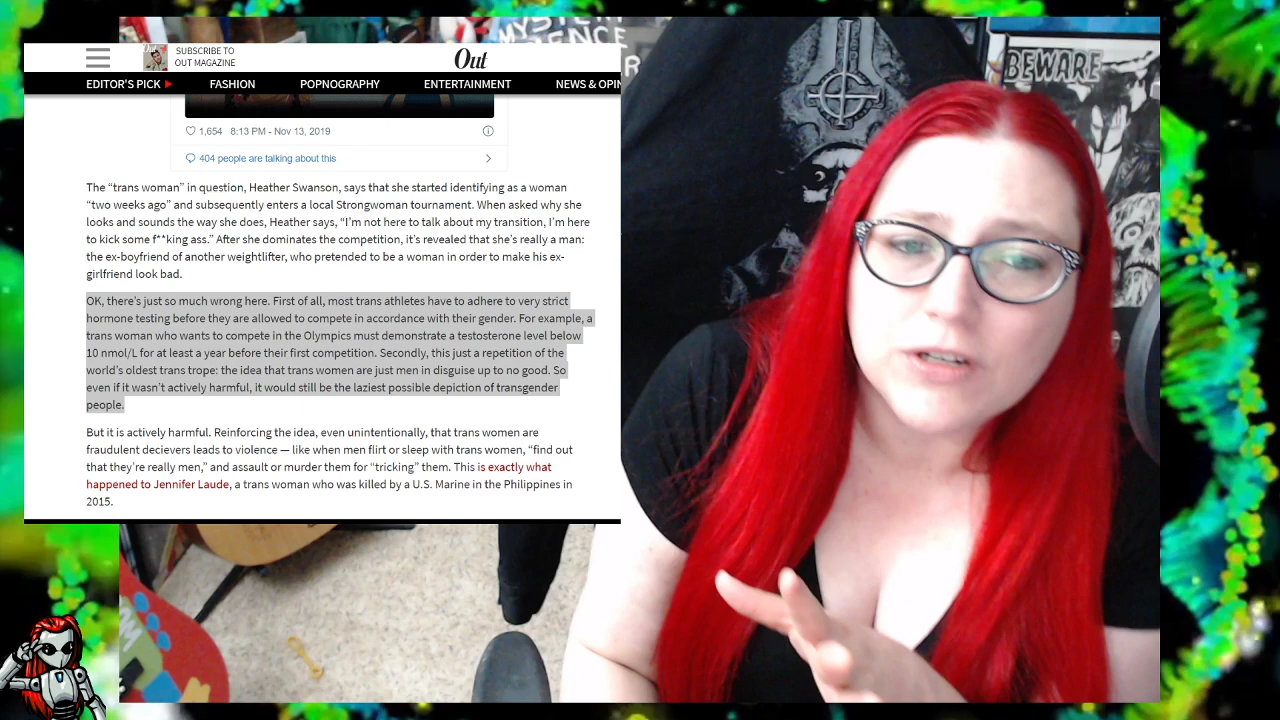 MYSTERY
SCIENCE
BEWARE
SUBSCRIBE TO
OUT MAGAZINE
Out
EDITOR'S PICK FASHION POPNOGRAPHY ENTERTAINMENT NEWS & OPIN
1,654 8:13 PM - Nov 13, 2019
404 people are talking about this
The “trans woman” in question, Heather Swanson, says that she started identifying as a woman
“two weeks ago” and subsequently enters a local Strongwoman tournament. When asked why she
looks and sounds the way she does, Heather says, “I'm not here to talk about my transition, I'm here
to kick some f**king ass.” After she dominates the competition, it's revealed that she's really a man:
the ex-boyfriend of another weightlifter, who pretended to be a woman in order to make his ex-
girlfriend look bad.
OK, there's just so much wrong here. First of all, most trans athletes have to adhere to very strict
hormone testing before they are allowed to compete in accordance with their gender. For example, a
trans woman who wants to compete in the Olympics must demonstrate a testosterone level below
10 nmol/L for at least a year before their first competition. Secondly, this just a repetition of the
world's oldest trans trope: the idea that trans women are just men in disguise up to no good. So
even if it wasn't actively harmful, it would still be the laziest possible depiction of transgender
people.
But it is actively harmful. Reinforcing the idea, even unintentionally, that trans women are
fraudulent decievers leads to violence — like when men flirt or sleep with trans women, “find out
that they're really men,” and assault or murder them for “tricking” them. This is exactly what
happened to Jennifer Laude, a trans woman who was killed by a U.S. Marine in the Philippines in
2015.